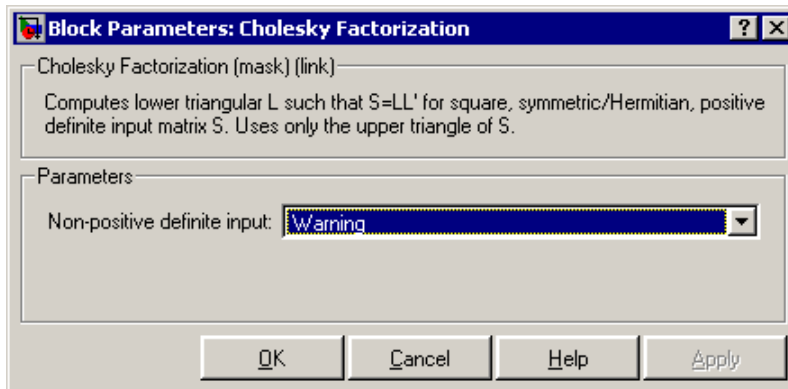 Block Parameters: Cholesky Factorization
Cholesky Factorization (mask) (link)
Computes lower triangular L such that S=LL' for square, symmetric/Hermitian, positive
definite input matrix S. Uses only the upper triangle of S.
Parameters
Non-positive definite input: Warning
OK Cancel Help Apply